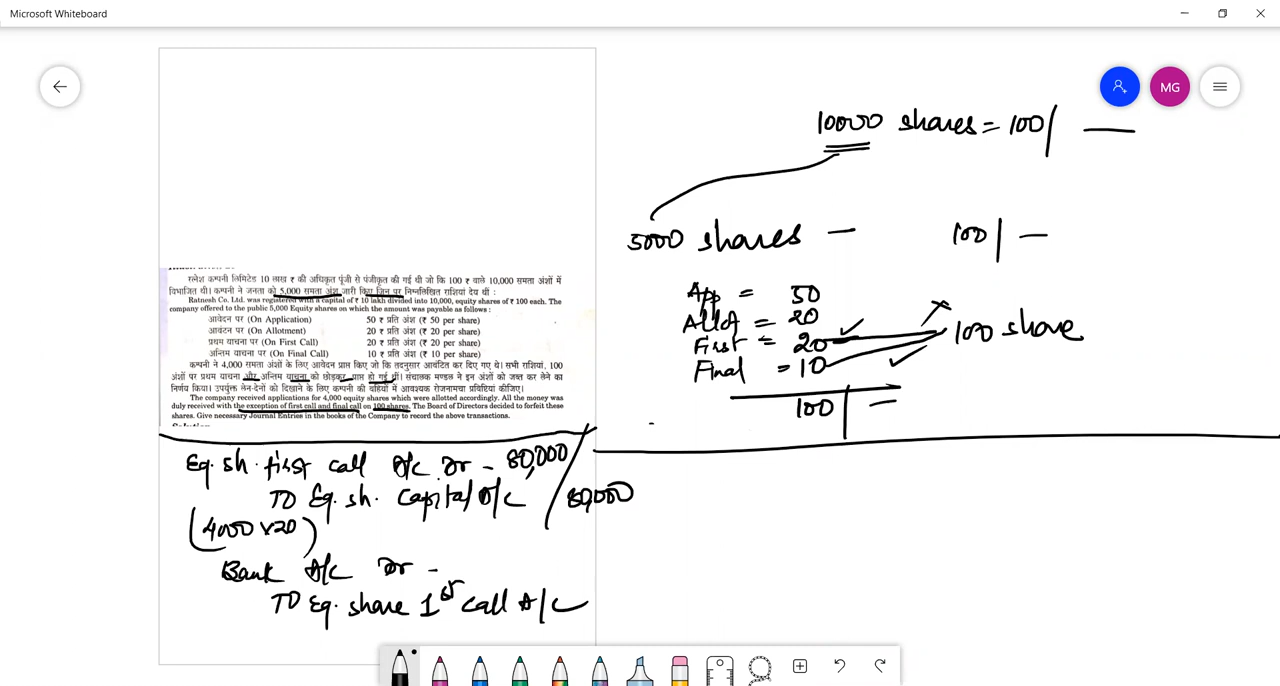 Microsoft Whiteboard
MG
10000 shares = 100/ —
5000 shares — 100/ —
App = 50
Allot = 20
First = 20
Final = 10
100 share
100/ =
रत्नेश कम्पनी लिमिटेड 10 लाख ₹ की अधिकृत पूंजी से पंजीकृत की गई थी जो कि 100 ₹ वाले 10,000 समता अंशों में
विभाजित थी। कम्पनी ने जनता को 5,000 समता अंश जारी किए जिन पर निम्नलिखित राशियां देय थीं :
Ratnesh Co. Ltd. was registered with a capital of ₹ 10 lakh divided into 10,000, equity shares of ₹ 100 each. The
company offered to the public 5,000 Equity shares on which the amount was payable as follows :
आवेदन पर (On Application) 50 ₹ प्रति अंश (₹ 50 per share)
आवंटन पर (On Allotment) 20 ₹ प्रति अंश (₹ 20 per share)
प्रथम याचना पर (On First Call) 20 ₹ प्रति अंश (₹ 20 per share)
अन्तिम याचना पर (On Final Call) 10 ₹ प्रति अंश (₹ 10 per share)
कम्पनी ने 4,000 समता अंशों के लिए आवेदन प्राप्त किए जो कि तदनुसार आवंटित कर दिए गए थे। सभी राशियां, 100
अंशों पर प्रथम याचना और अन्तिम याचना को छोड़कर प्राप्त हो गई थीं। संचालक मण्डल ने इन अंशों को जब्त कर लेने का
निर्णय किया। उपर्युक्त लेन-देनों को दिखाने के लिए कम्पनी की बहियों में आवश्यक रोजनामचा प्रविष्टियां कीजिए।
The company received applications for 4,000 equity shares which were allotted accordingly. All the money was
duly received with the exception of first call and final call on 100 shares. The Board of Directors decided to forfeit these
shares. Give necessary Journal Entries in the books of the Company to record the above transactions.
Eq. sh. first call A/c Dr – 80,000
TO Eq. sh. Capital A/c 80,000
(4000 x 20)
Bank A/c Dr –
TO Eq. share 1st call A/c